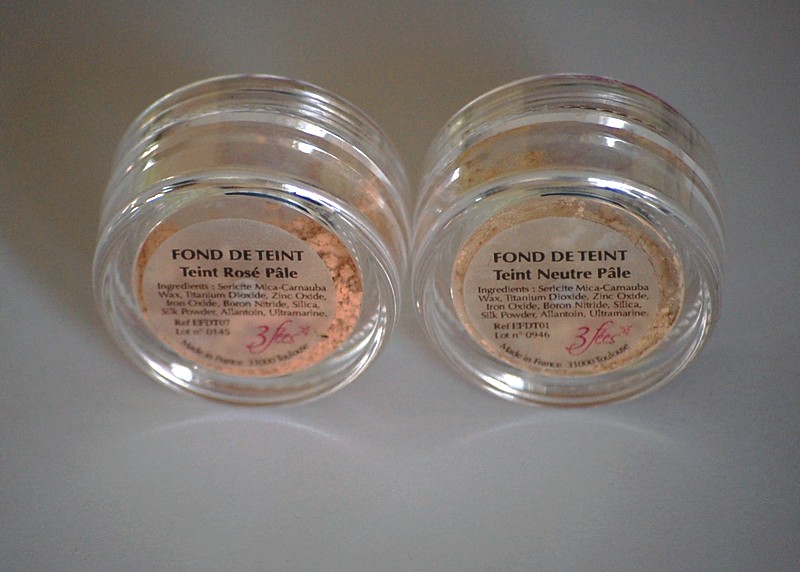 FOND DE TEINT
Teint Rosé Pâle
Ingredients : Sericite Mica-Carnauba
Wax, Titanium Dioxide, Zinc Oxide,
Iron Oxide, Boron Nitride, Silica,
Silk Powder, Allantoin, Ultramarine.
Ref EFDT07
Lot n° 0145
3 fées
Made in France 31000 Toulouse
FOND DE TEINT
Teint Neutre Pâle
Ingredients : Sericite Mica-Carnauba
Wax, Titanium Dioxide, Zinc Oxide,
Iron Oxide, Boron Nitride, Silica,
Silk Powder, Allantoin, Ultramarine.
Ref EFDT01
Lot n° 0946
3 fées
Made in France 31000 Toulouse